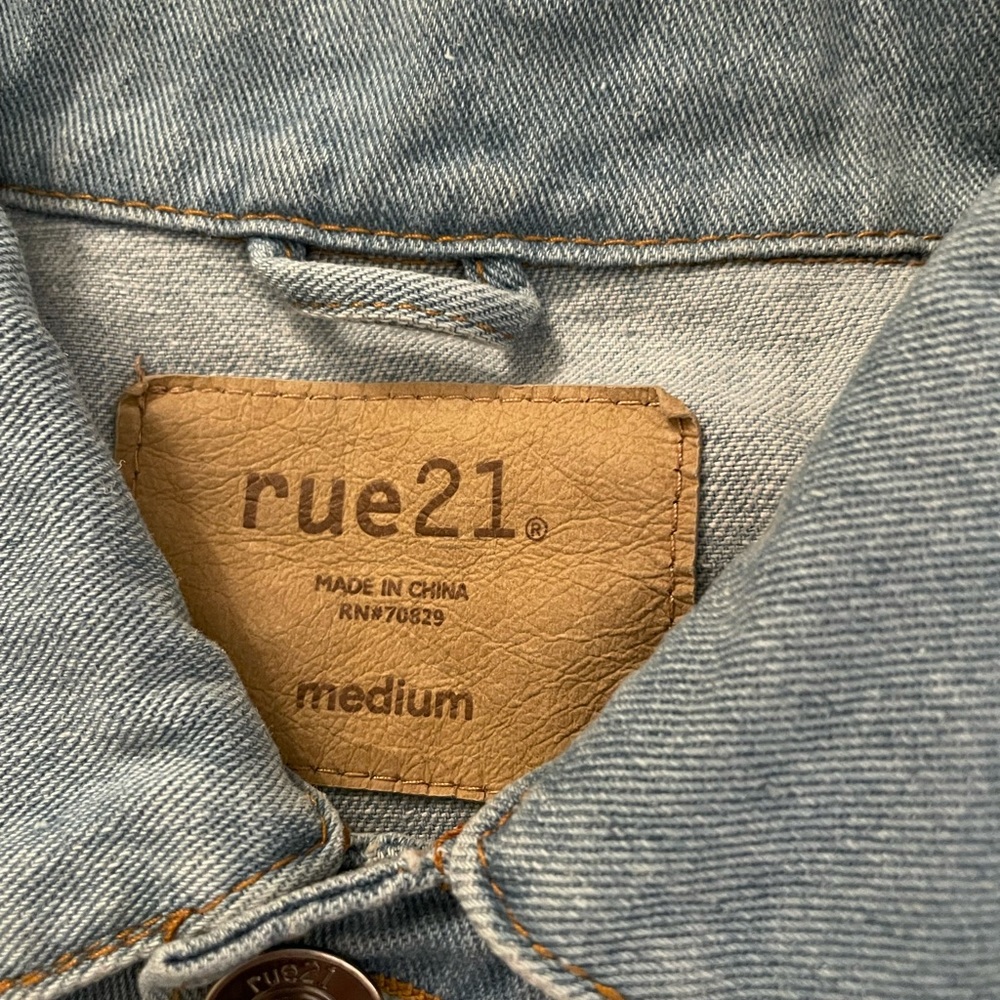 rue21®
MADE IN CHINA
RN#70829
medium
rue21